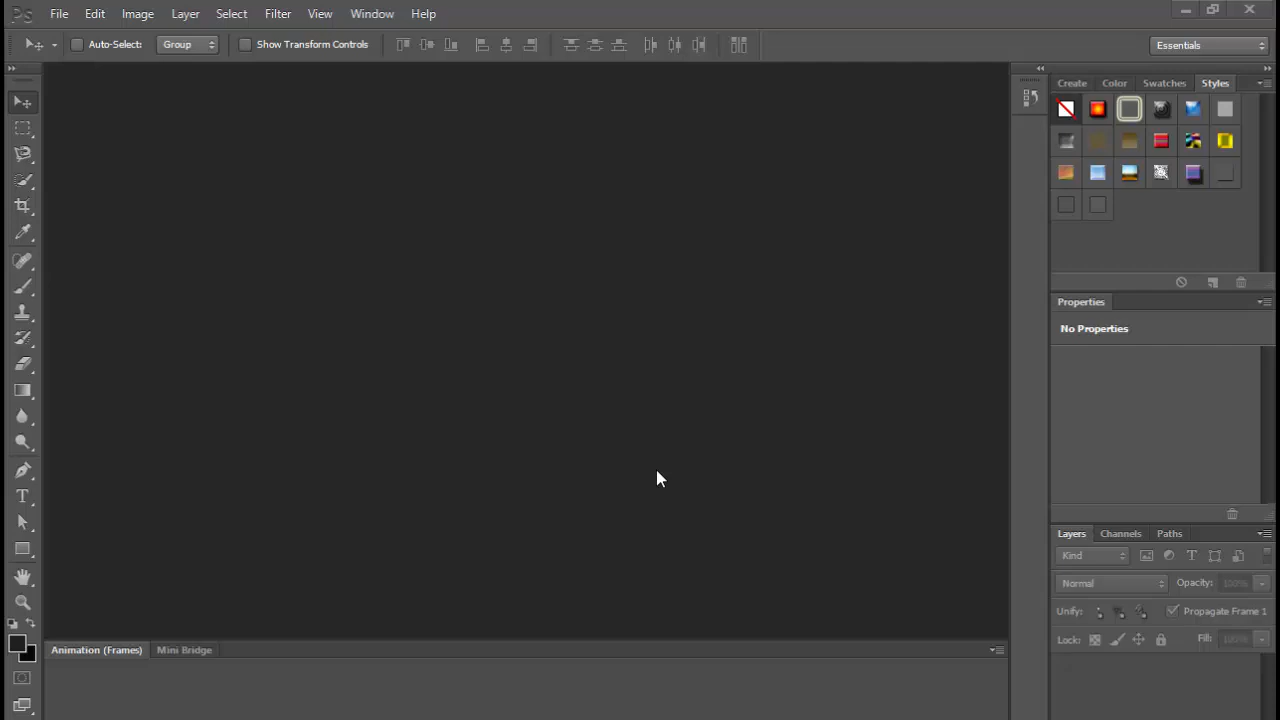 Ps File Edit Image Layer Select Filter View Window Help
Auto-Select: Group Show Transform Controls Essentials
Create Color Swatches Styles
Properties
No Properties
Layers Channels Paths
Kind T
Normal Opacity: 100%
Unify: Propagate Frame 1
Lock: Fill: 100%
T
Animation (Frames) Mini Bridge